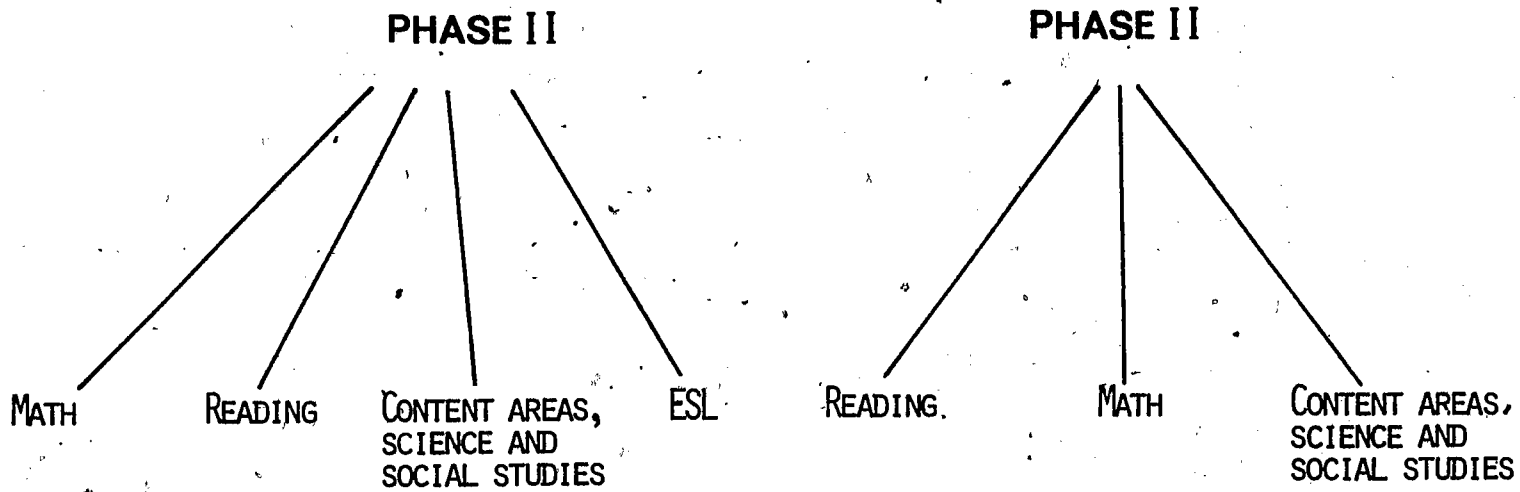 PHASE II
MATH
READING
CONTENT AREAS,
SCIENCE AND
SOCIAL STUDIES
ESL
PHASE II
READING.
MATH
CONTENT AREAS,
SCIENCE AND
SOCIAL STUDIES